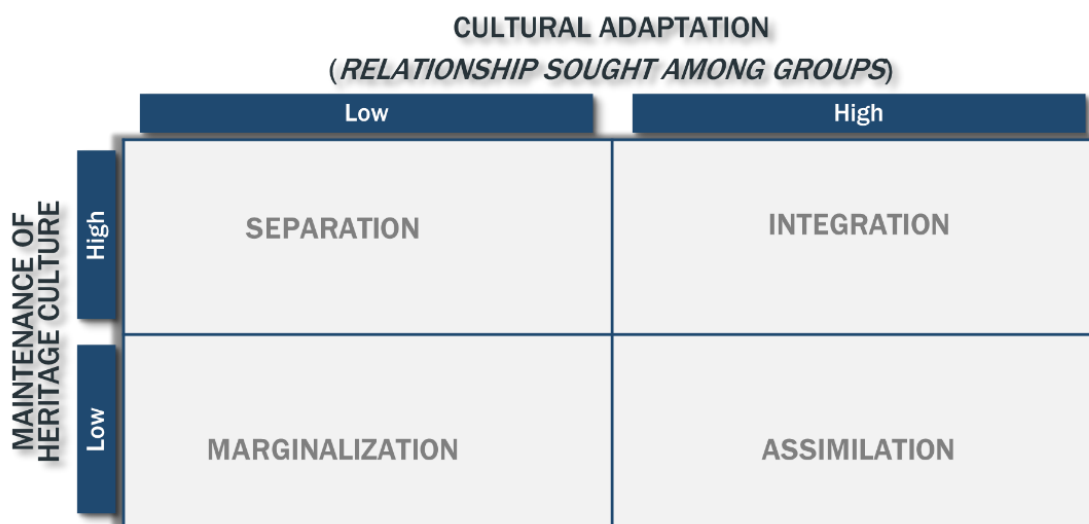 CULTURAL ADAPTATION
(RELATIONSHIP SOUGHT AMONG GROUPS)
Low
High
MAINTENANCE OF
HERITAGE CULTURE
High
SEPARATION
INTEGRATION
Low
MARGINALIZATION
ASSIMILATION